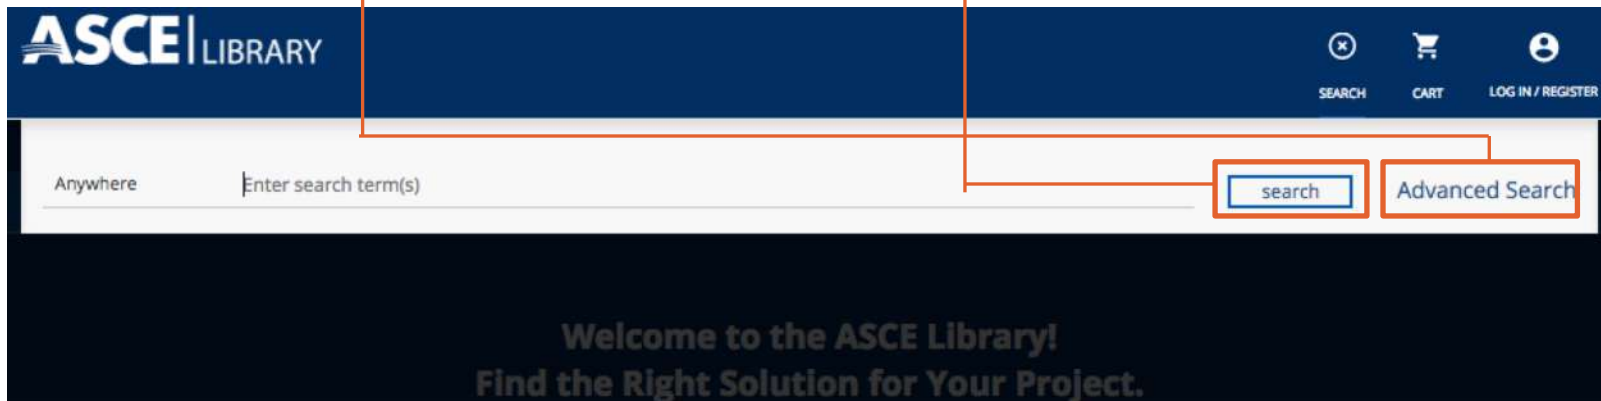 ASCE LIBRARY
SEARCH CART LOG IN / REGISTER
Anywhere Enter search term(s) search Advanced Search
Welcome to the ASCE Library!
Find the Right Solution for Your Project.